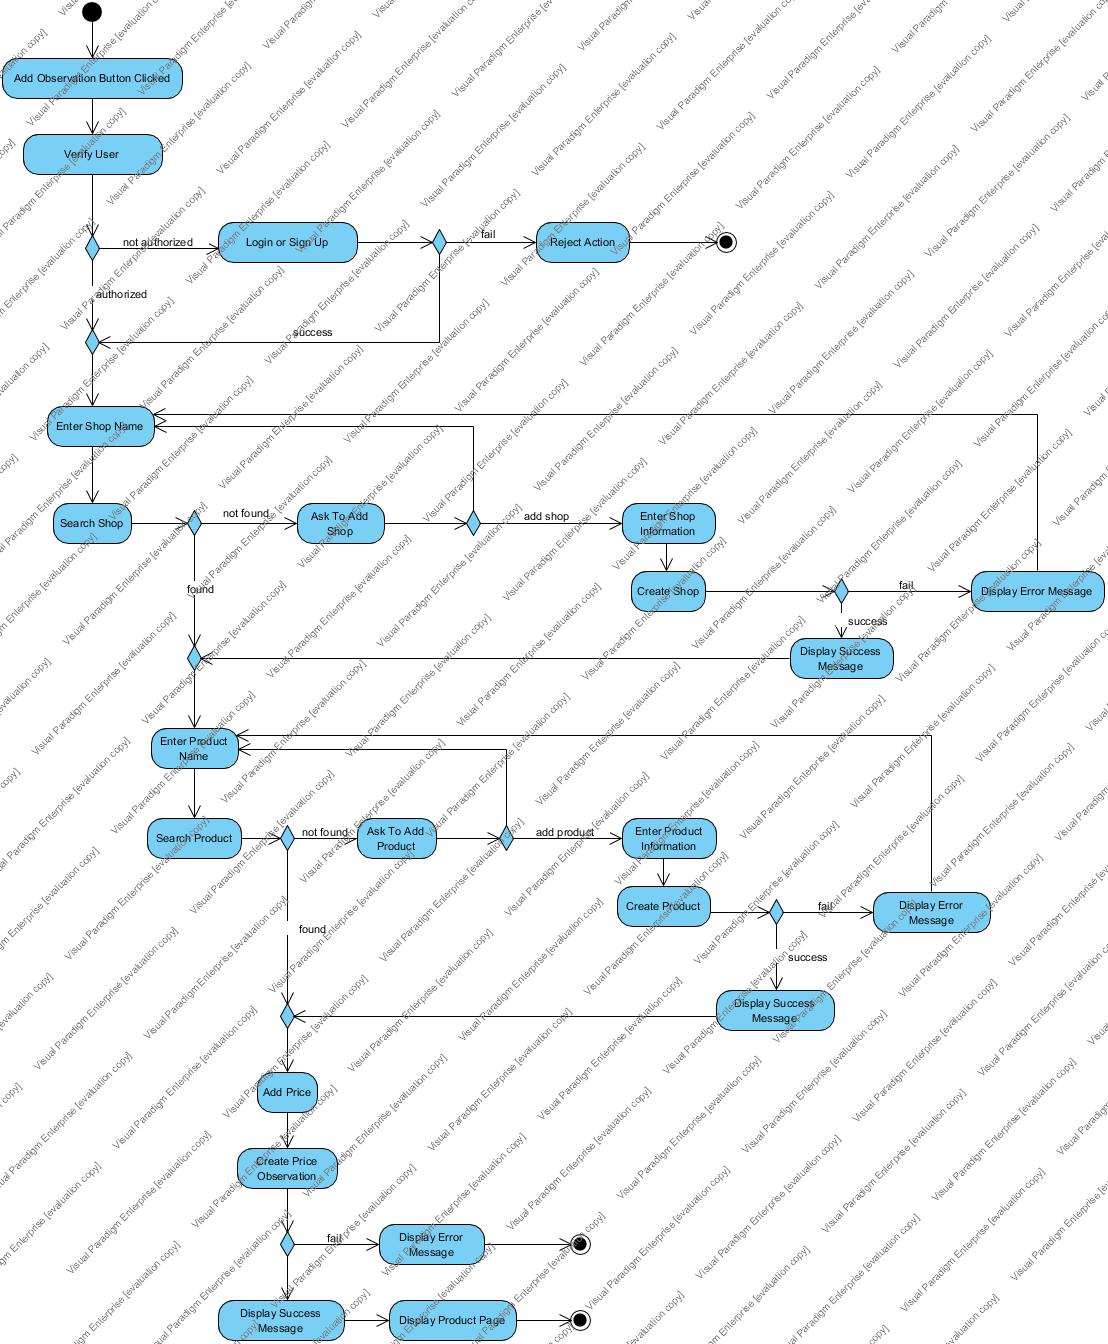 Add Observation Button Clicked
Verify User
not authorized
Login or Sign Up
fail
Reject Action
authorized
success
Enter Shop Name
Search Shop
not found
Ask To Add
Shop
add shop
Enter Shop
Information
found
Create Shop
fail
Display Error Message
success
Display Success
Message
Enter Product
Name
Search Product
not found
Ask To Add
Product
add product
Enter Product
Information
Create Product
fail
Display Error
Message
found
success
Display Success
Message
Add Price
Create Price
Observation
fail
Display Error
Message
Display Success
Message
Display Product Page
Visual Paradigm Enterprise [evaluation copy]